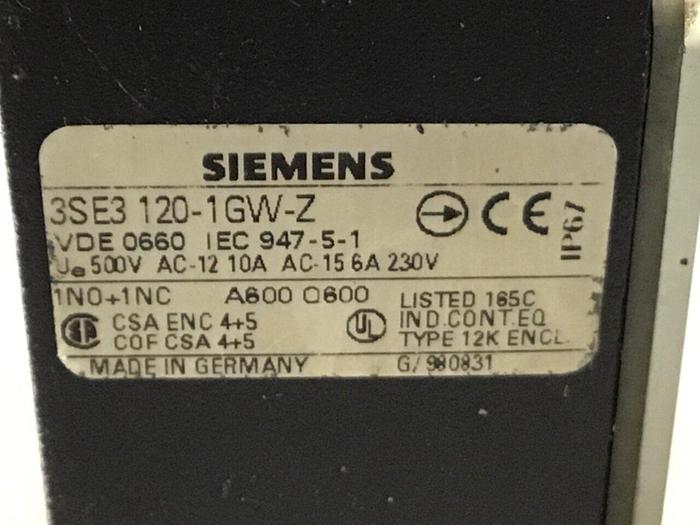 SIEMENS
3SE3 120-1GW-Z
CE
IP67
VDE 0660 IEC 947-5-1
Ue 500V AC-12 10A AC-15 6A 230V
1NO+1NC A600 Q600
LISTED 165C
CSA ENC 4+5
IND.CONT.EQ
COF CSA 4+5
TYPE 12K ENCL.
UL
MADE IN GERMANY
G/ 980831